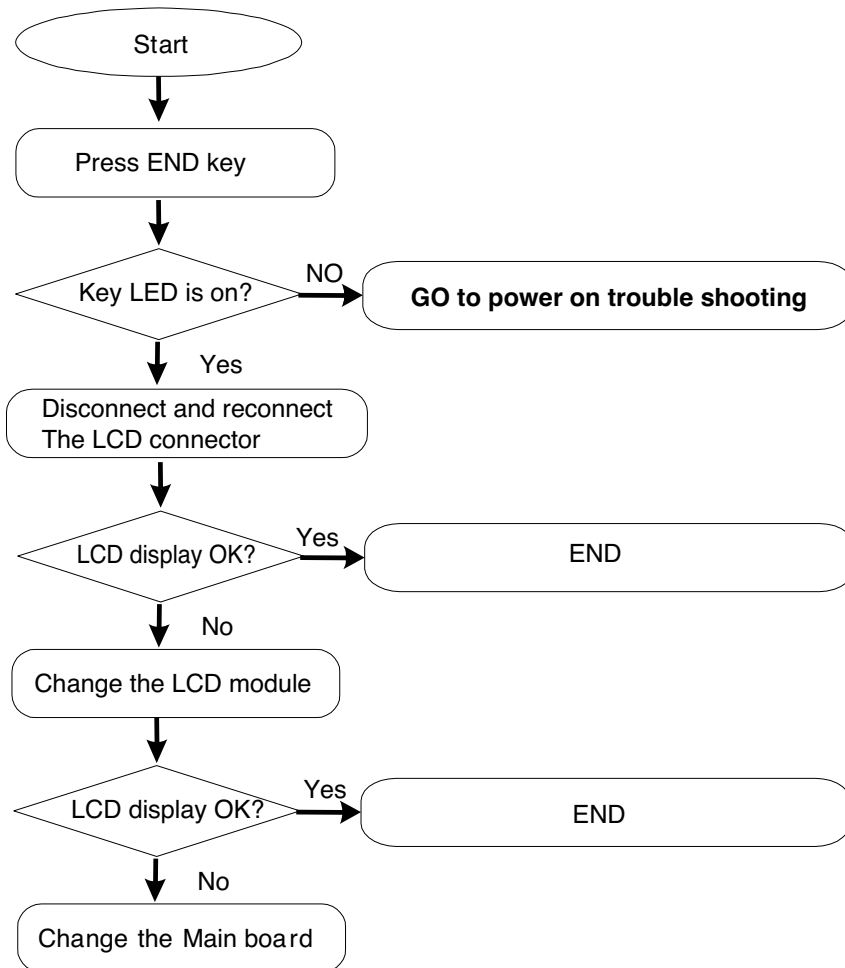 Start
Press END key
Key LED is on?
NO
GO to power on trouble shooting
Yes
Disconnect and reconnect
The LCD connector
LCD display OK?
Yes
END
No
Change the LCD module
LCD display OK?
Yes
END
No
Change the Main board